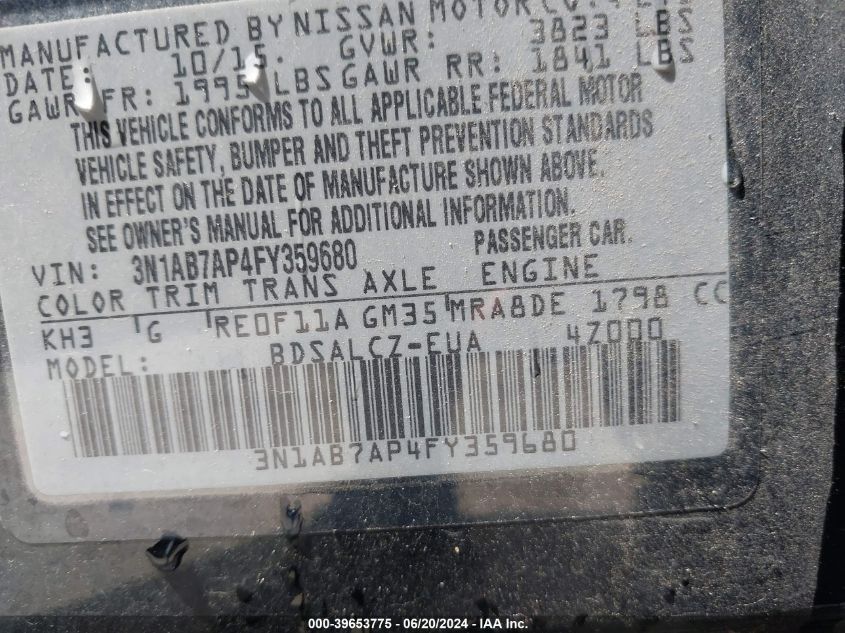 MANUFACTURED BY NISSAN MOTOR CO.,
DATE: 10/15. GVWR: 3823 LBS
GAWR FR: 1995 LBS GAWR RR: 1841 LBS
THIS VEHICLE CONFORMS TO ALL APPLICABLE FEDERAL MOTOR
VEHICLE SAFETY, BUMPER AND THEFT PREVENTION STANDARDS
IN EFFECT ON THE DATE OF MANUFACTURE SHOWN ABOVE.
SEE OWNER'S MANUAL FOR ADDITIONAL INFORMATION.
VIN: 3N1AB7AP4FY359680 PASSENGER CAR.
COLOR TRIM TRANS AXLE ENGINE
KH3 G RE0F11A GM35 MRA8DE 1798 CC
MODEL: BDSALCZ-EUA 4Z000
3N1AB7AP4FY359680
000-39653775 - 06/20/2024 - IAAI.com